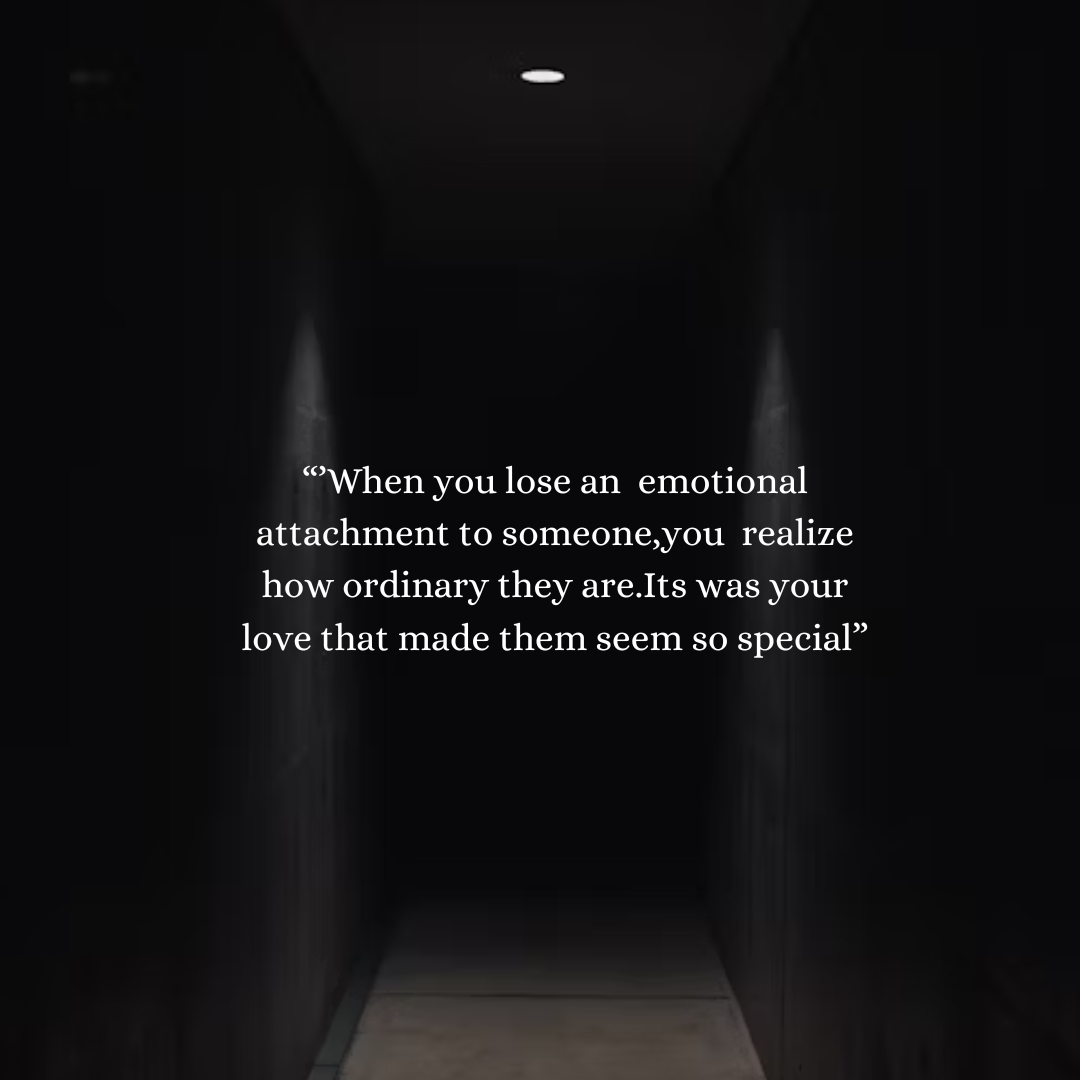 “’When you lose an  emotional
attachment to someone,you  realize
how ordinary they are.Its was your
love that made them seem so special”